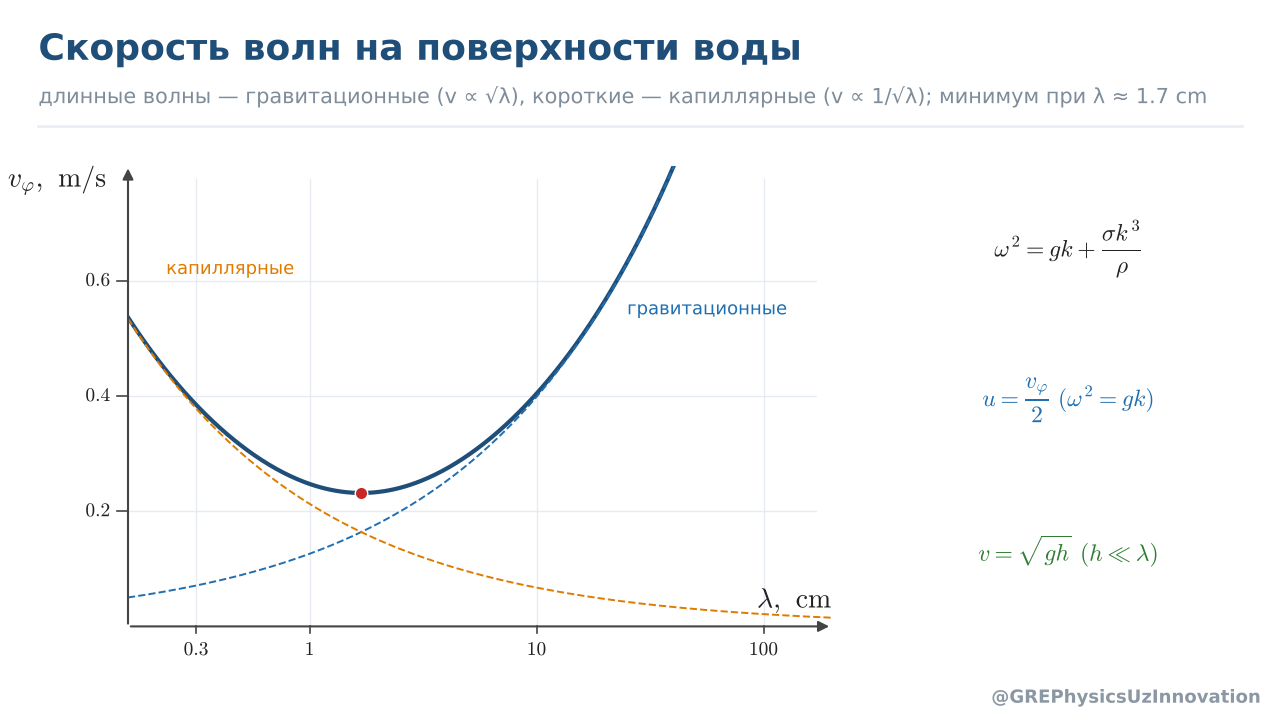 Скорость волн на поверхности воды
длинные волны — гравитационные (v ∝ √λ), короткие — капиллярные (v ∝ 1/√λ); минимум при λ ≈ 1.7 cm
v_φ, m/s
капиллярные
гравитационные
0.6
0.4
0.2
λ, cm
0.3 1 10 100
ω² = gk + σk³/ρ
u = v_φ/2 (ω² = gk)
v = √gh (h ≪ λ)
@GREPhysicsUzInnovation